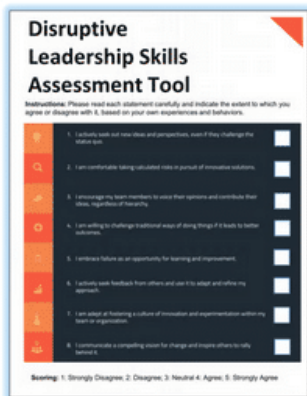 Disruptive
Leadership Skills
Assessment Tool
Instructions: Please read each statement carefully and indicate the extent to which you
agree or disagree with it, based on your own experiences and behaviors.
1. I actively seek out new ideas and perspectives, even if they challenge the
status quo.
2. I am comfortable taking calculated risks in pursuit of innovative solutions.
3. I encourage my team members to voice their opinions and contribute their
ideas, regardless of hierarchy.
4. I am willing to challenge traditional ways of doing things if it leads to better
outcomes.
5. I embrace failure as an opportunity for learning and improvement.
6. I actively seek feedback from others and use it to adapt and refine my
approach.
7. I am adept at fostering a culture of innovation and experimentation within my
team or organization.
8. I communicate a compelling vision for change and inspire others to rally
behind it.
Scoring: 1: Strongly Disagree; 2: Disagree; 3: Neutral 4: Agree; 5: Strongly Agree